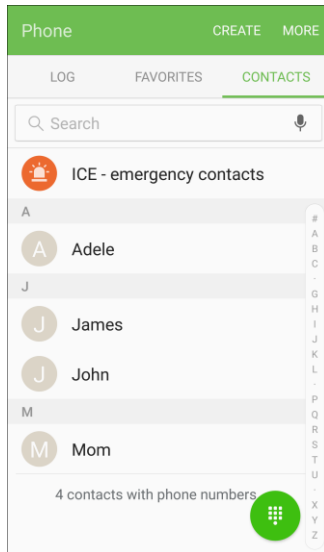 Phone CREATE MORE
LOG FAVORITES CONTACTS
Search
ICE - emergency contacts
A
A Adele
J
J James
J John
M
M Mom
4 contacts with phone numbers
#
A
B
C
·
G
H
I
J
K
L
·
P
Q
R
S
T
U
·
X
Y
Z